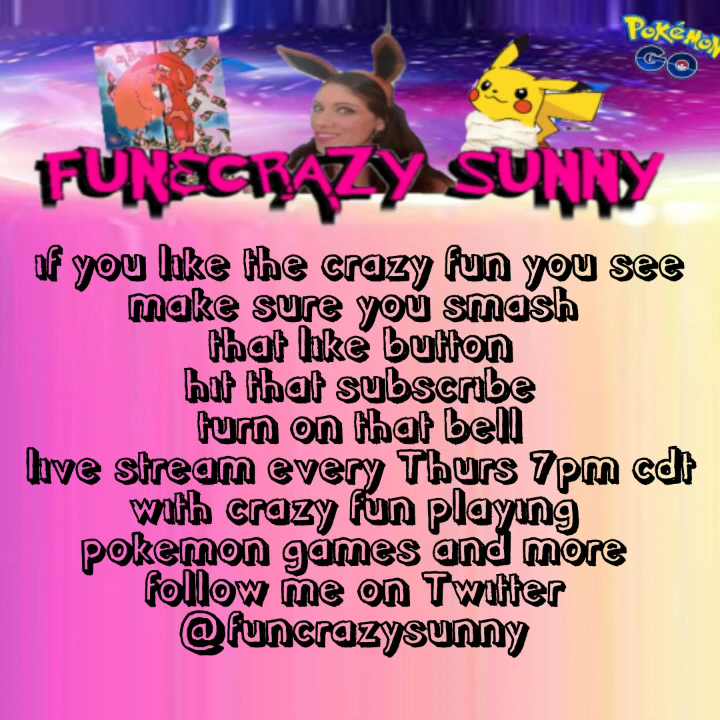 POKéMON
GO
FUN&CRAZY SUNNY
if you like the crazy fun you see
make sure you smash
that like button
hit that subscribe
turn on that bell
live stream every Thurs 7pm cdt
with crazy fun playing
pokemon games and more
follow me on Twitter
@funcrazysunny